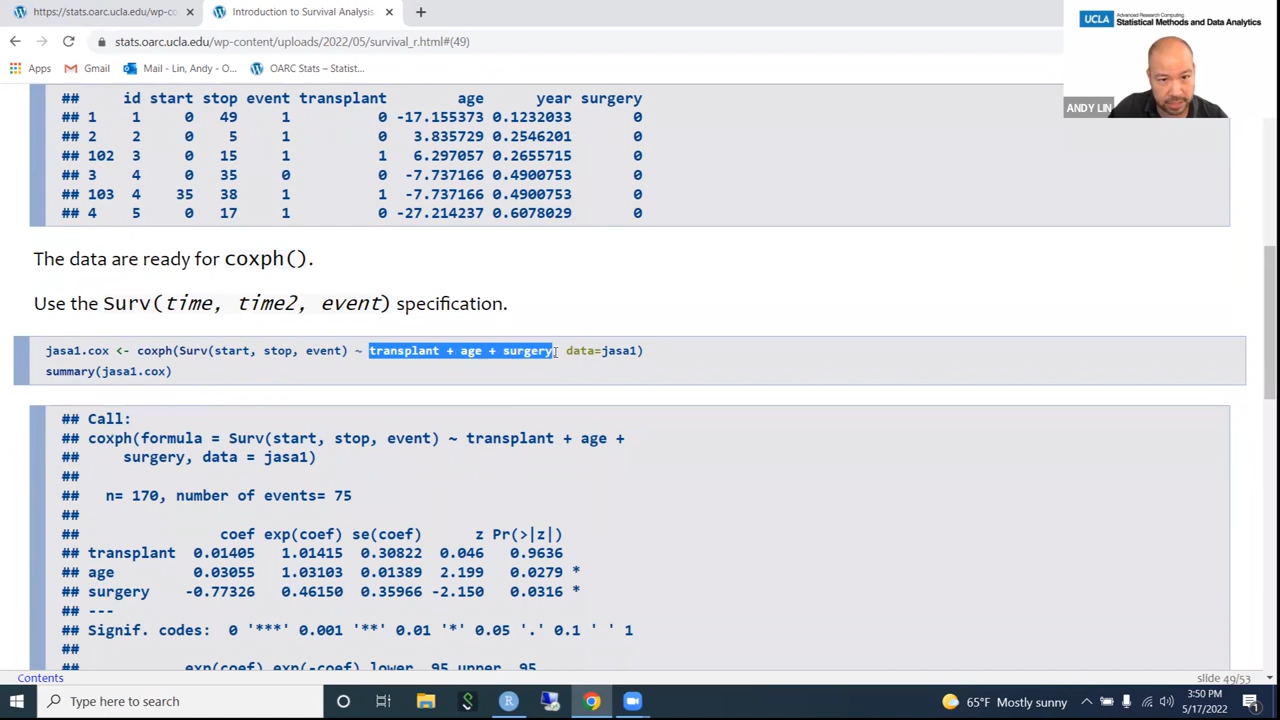 https://stats.oarc.ucla.edu/wp-co
Introduction to Survival Analysis
stats.oarc.ucla.edu/wp-content/uploads/2022/05/survival_r.html#(49)
Apps
Gmail
Mail - Lin, Andy - O...
OARC Stats – Statist...
UCLA
Advanced Research Computing
Statistical Methods and Data Analytics
ANDY LIN
## id start stop event transplant age year surgery
## 1 1 0 49 1 0 -17.155373 0.1232033 0
## 2 2 0 5 1 0 3.835729 0.2546201 0
## 102 3 0 15 1 1 6.297057 0.2655715 0
## 3 4 0 35 0 0 -7.737166 0.4900753 0
## 103 4 35 38 1 1 -7.737166 0.4900753 0
## 4 5 0 17 1 0 -27.214237 0.6078029 0
The data are ready for coxph().
Use the Surv(time, time2, event) specification.
jasa1.cox <- coxph(Surv(start, stop, event) ~ transplant + age + surgery, data=jasa1)
summary(jasa1.cox)
## Call:
## coxph(formula = Surv(start, stop, event) ~ transplant + age +
## surgery, data = jasa1)
##
## n= 170, number of events= 75
##
## coef exp(coef) se(coef) z Pr(>|z|)
## transplant 0.01405 1.01415 0.30822 0.046 0.9636
## age 0.03055 1.03103 0.01389 2.199 0.0279 *
## surgery -0.77326 0.46150 0.35966 -2.150 0.0316 *
## ---
## Signif. codes: 0 '***' 0.001 '**' 0.01 '*' 0.05 '.' 0.1 ' ' 1
##
## exp(coef) exp(-coef) lower .95 upper .95
Contents
slide 49/53
Type here to search
65°F Mostly sunny
3:50 PM
5/17/2022